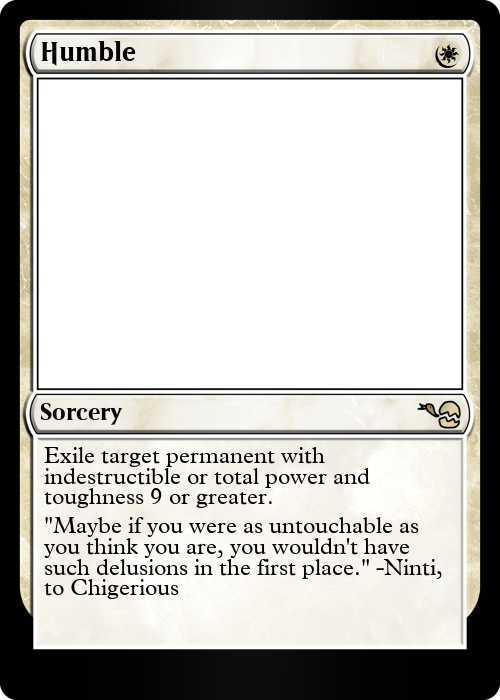 Humble
Sorcery
Exile target permanent with
indestructible or total power and
toughness 9 or greater.
"Maybe if you were as untouchable as
you think you are, you wouldn't have
such delusions in the first place." -Ninti,
to Chigerious